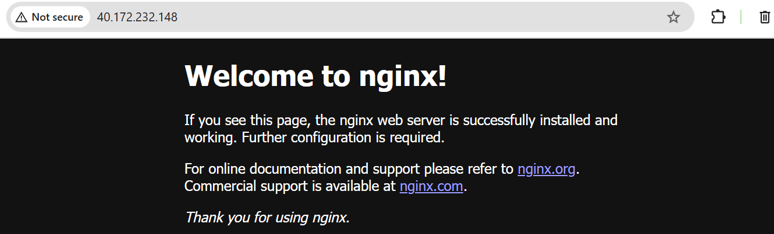 Not secure 40.172.232.148
Welcome to nginx!
If you see this page, the nginx web server is successfully installed and
working. Further configuration is required.
For online documentation and support please refer to nginx.org.
Commercial support is available at nginx.com.
Thank you for using nginx.